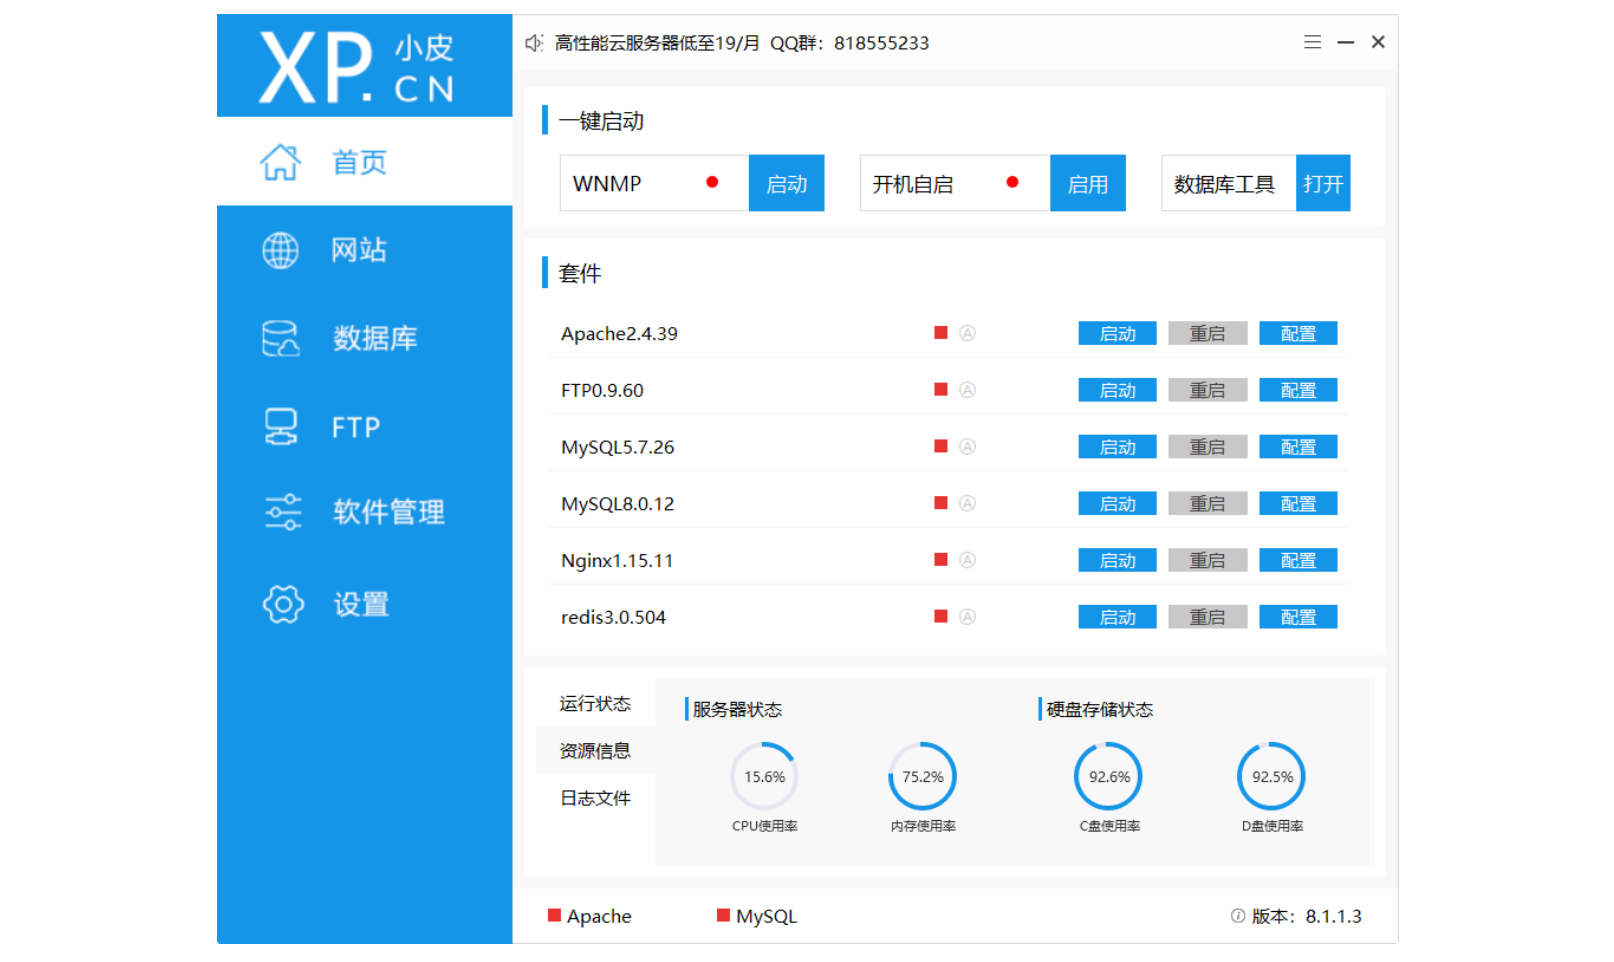 XP. 小皮
CN
高性能云服务器低至19/月 QQ群：818555233
首页
网站
数据库
FTP
软件管理
设置
一键启动
WNMP 启动
开机自启 启用
数据库工具 打开
套件
Apache2.4.39 Ⓐ 启动 重启 配置
FTP0.9.60 Ⓐ 启动 重启 配置
MySQL5.7.26 Ⓐ 启动 重启 配置
MySQL8.0.12 Ⓐ 启动 重启 配置
Nginx1.15.11 Ⓐ 启动 重启 配置
redis3.0.504 Ⓐ 启动 重启 配置
运行状态
资源信息
日志文件
服务器状态
15.6% 75.2%
CPU使用率 内存使用率
硬盘存储状态
92.6% 92.5%
C盘使用率 D盘使用率
Apache MySQL 版本：8.1.1.3